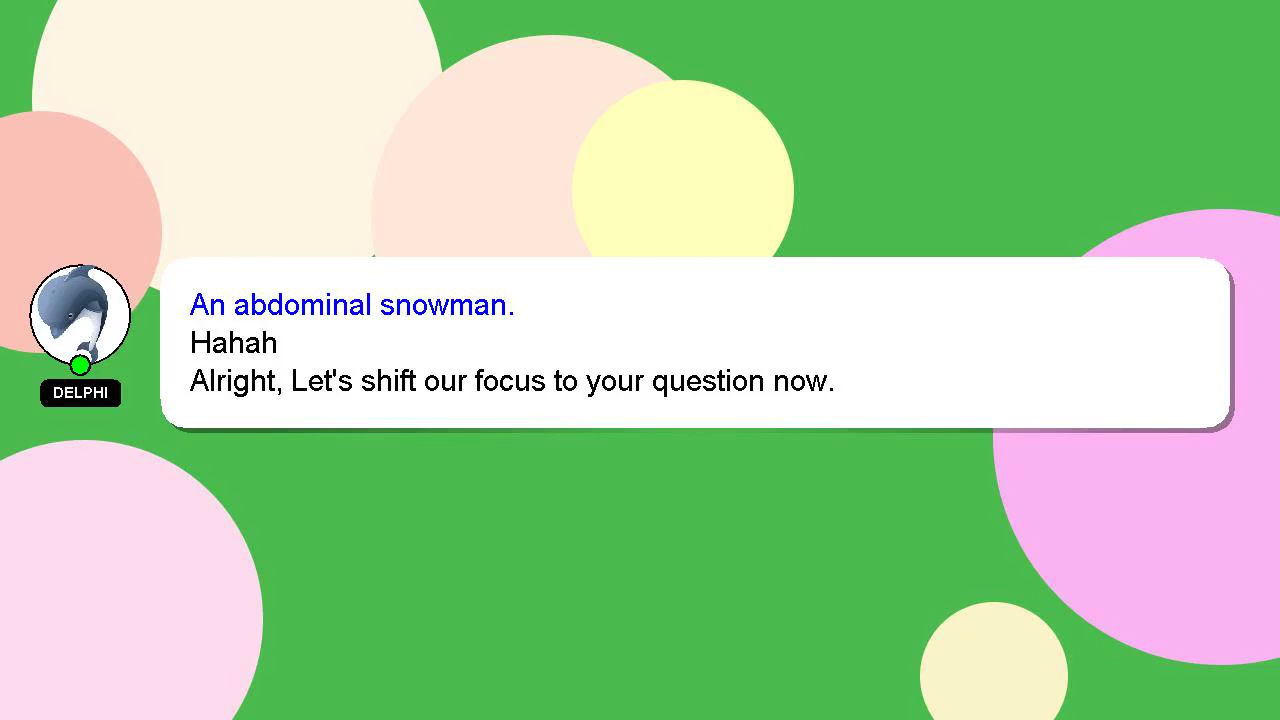 An abdominal snowman.
Hahah
Alright, Let's shift our focus to your question now.
DELPHI